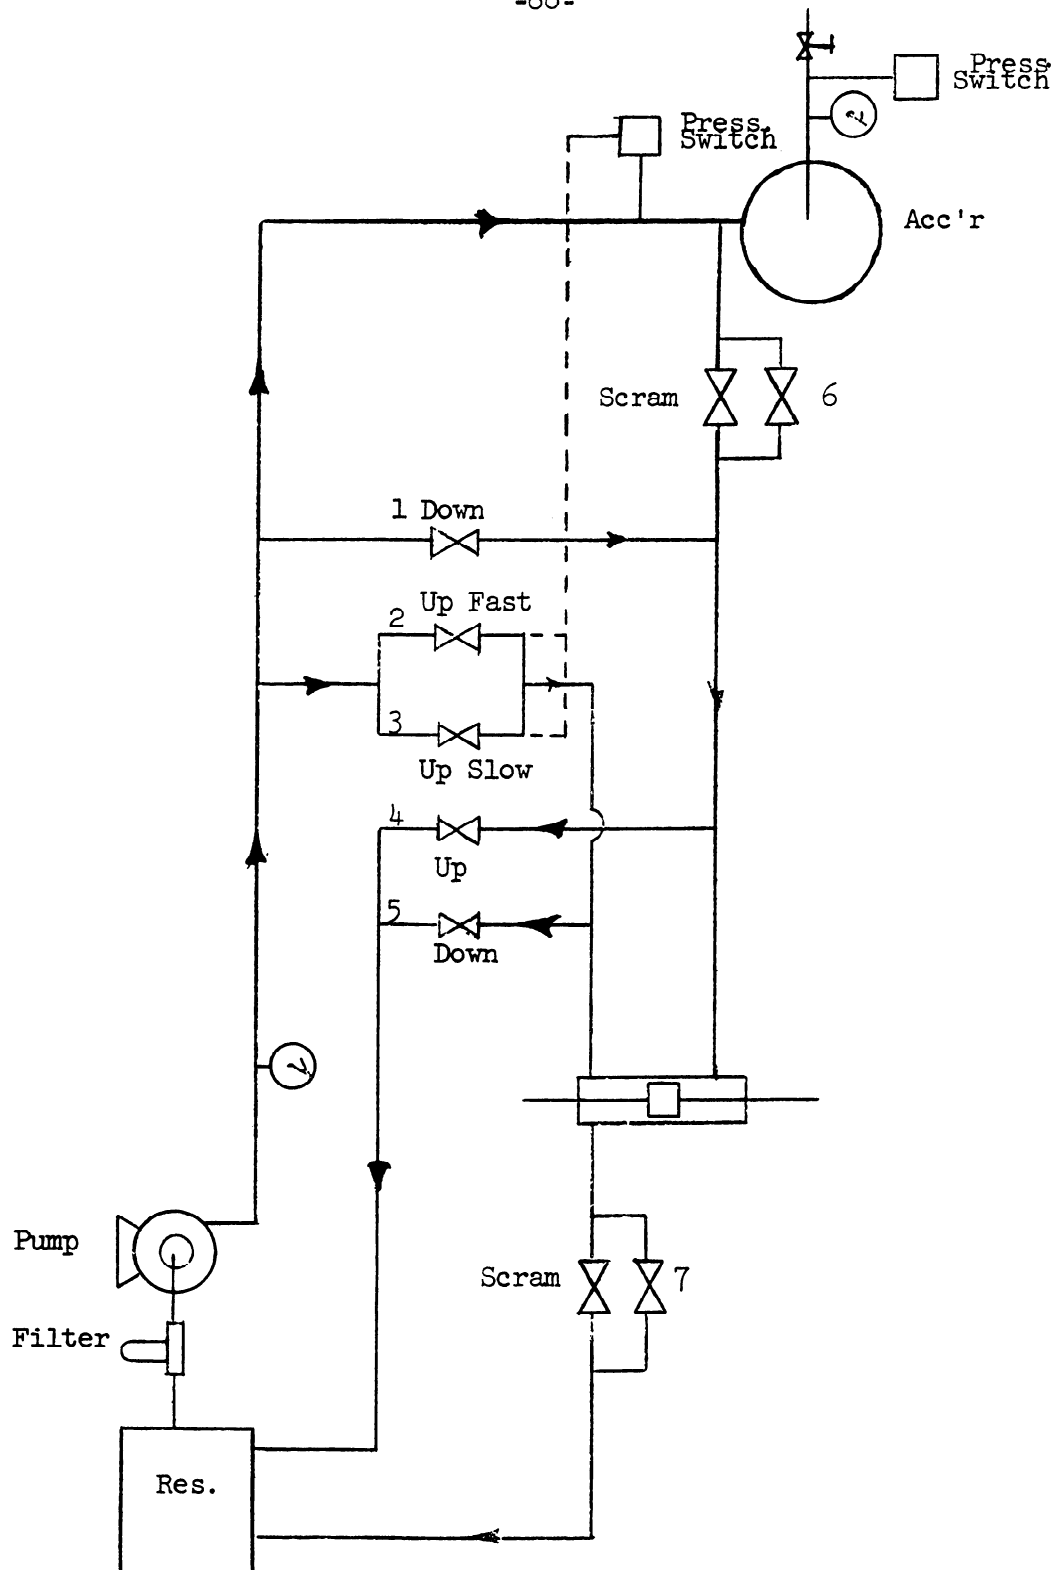 Press
Switch
Press.
Switch
Acc'r
Scram
6
1 Down
Up Fast
2
3
Up Slow
4
Up
5
Down
Pump
Scram
7
Filter
Res.